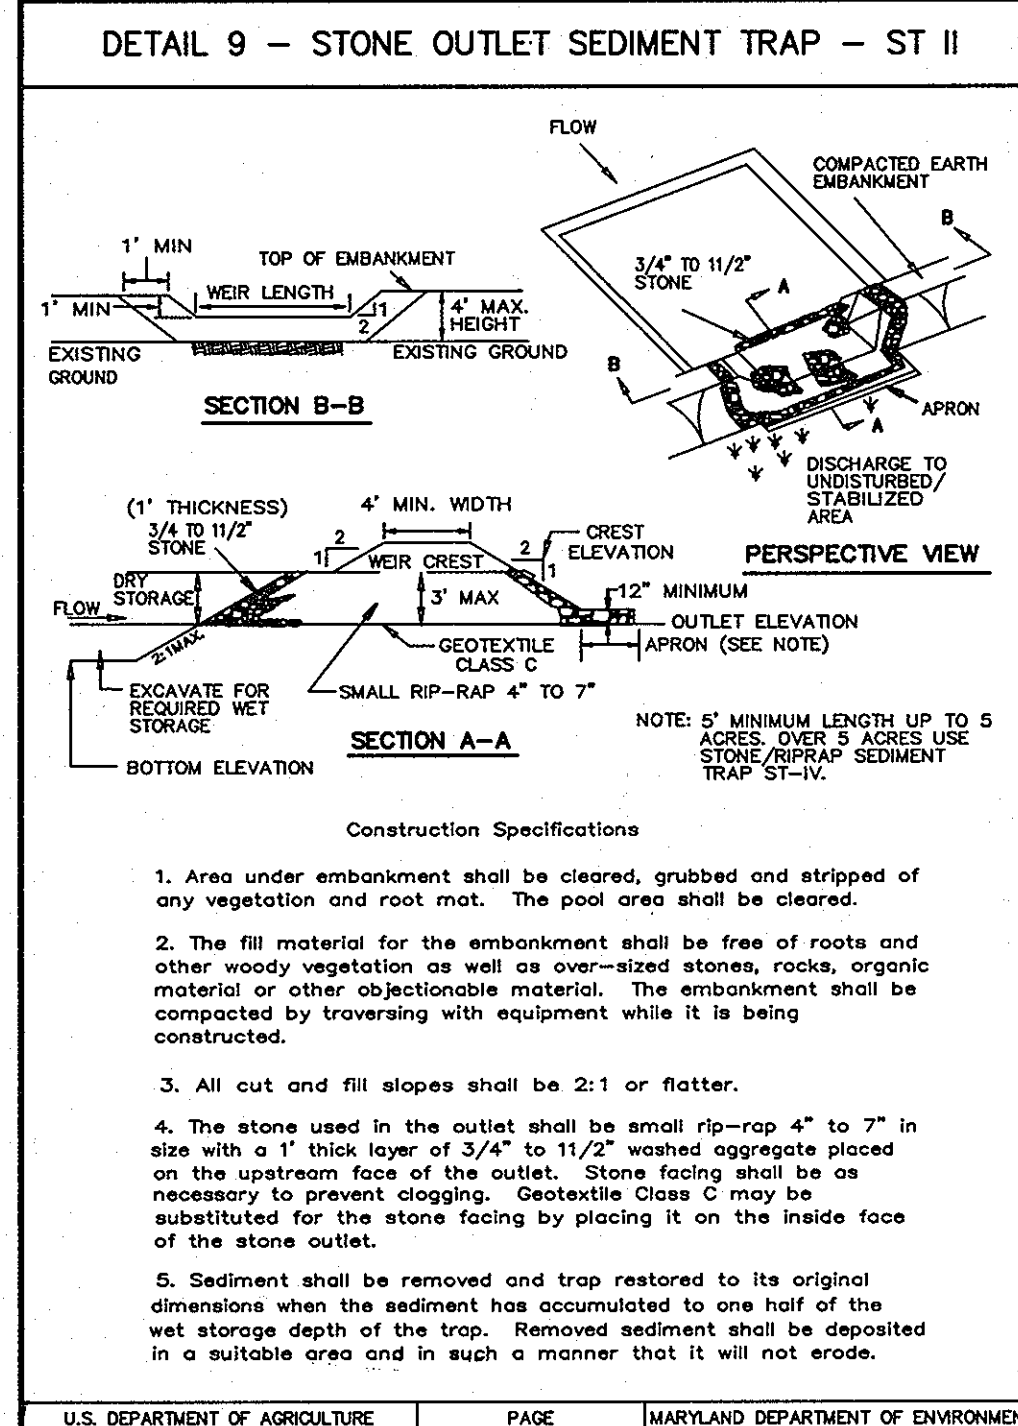 DETAIL 9 – STONE OUTLET SEDIMENT TRAP – ST II
FLOW
COMPACTED EARTH
EMBANKMENT
B
1' MIN
TOP OF EMBANKMENT
3/4" TO 11/2"
STONE
A
WEIR LENGTH
1' MIN
1
2
4' MAX.
HEIGHT
EXISTING
GROUND
EXISTING GROUND
B
SECTION B–B
APRON
A
DISCHARGE TO
UNDISTURBED/
STABILIZED
AREA
PERSPECTIVE VIEW
(1' THICKNESS)
3/4 TO 11/2"
STONE
4' MIN. WIDTH
2
1
WEIR CREST
2
1
CREST
ELEVATION
DRY
STORAGE
FLOW
3' MAX
12" MINIMUM
OUTLET ELEVATION
2:1MAX.
GEOTEXTILE
CLASS C
APRON (SEE NOTE)
EXCAVATE FOR
REQUIRED WET
STORAGE
SMALL RIP–RAP 4" TO 7"
SECTION A–A
BOTTOM ELEVATION
NOTE: 5' MINIMUM LENGTH UP TO 5
ACRES. OVER 5 ACRES USE
STONE/RIPRAP SEDIMENT
TRAP ST–IV.
Construction Specifications
1. Area under embankment shall be cleared, grubbed and stripped of
any vegetation and root mat. The pool area shall be cleared.
2. The fill material for the embankment shall be free of roots and
other woody vegetation as well as over–sized stones, rocks, organic
material or other objectionable material. The embankment shall be
compacted by traversing with equipment while it is being
constructed.
3. All cut and fill slopes shall be 2:1 or flatter.
4. The stone used in the outlet shall be small rip–rap 4" to 7" in
size with a 1' thick layer of 3/4" to 11/2" washed aggregate placed
on the upstream face of the outlet. Stone facing shall be as
necessary to prevent clogging. Geotextile Class C may be
substituted for the stone facing by placing it on the inside face
of the stone outlet.
5. Sediment shall be removed and trap restored to its original
dimensions when the sediment has accumulated to one half of the
wet storage depth of the trap. Removed sediment shall be deposited
in a suitable area and in such a manner that it will not erode.
U.S. DEPARTMENT OF AGRICULTURE
PAGE
MARYLAND DEPARTMENT OF ENVIRONMEN